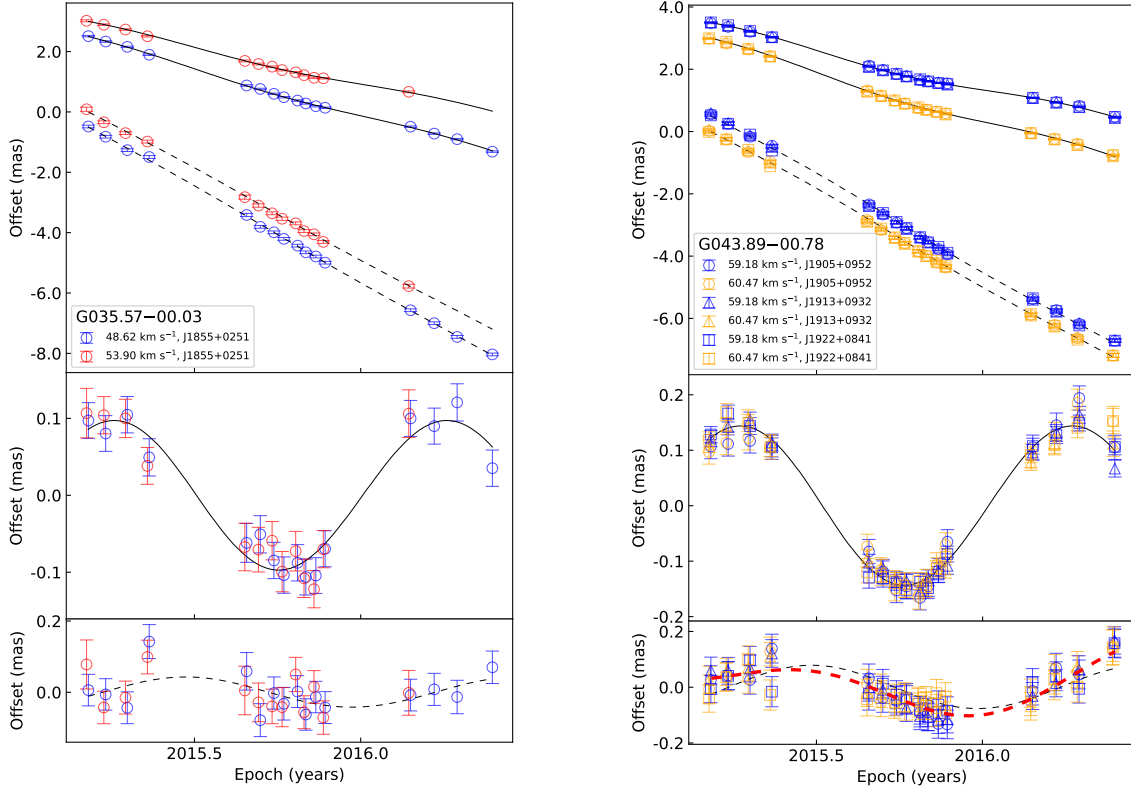 2.0
0.0
-2.0
-4.0
-6.0
-8.0
Offset (mas)
G035.57−00.03
48.62 km s⁻¹, J1855+0251
53.90 km s⁻¹, J1855+0251
0.1
0.0
-0.1
Offset (mas)
0.2
0.0
Offset (mas)
2015.5 2016.0
Epoch (years)
4.0
2.0
0.0
-2.0
-4.0
-6.0
Offset (mas)
G043.89−00.78
59.18 km s⁻¹, J1905+0952
60.47 km s⁻¹, J1905+0952
59.18 km s⁻¹, J1913+0932
60.47 km s⁻¹, J1913+0932
59.18 km s⁻¹, J1922+0841
60.47 km s⁻¹, J1922+0841
0.2
0.1
0.0
-0.1
-0.2
Offset (mas)
0.2
0.0
-0.2
Offset (mas)
2015.5 2016.0
Epoch (years)